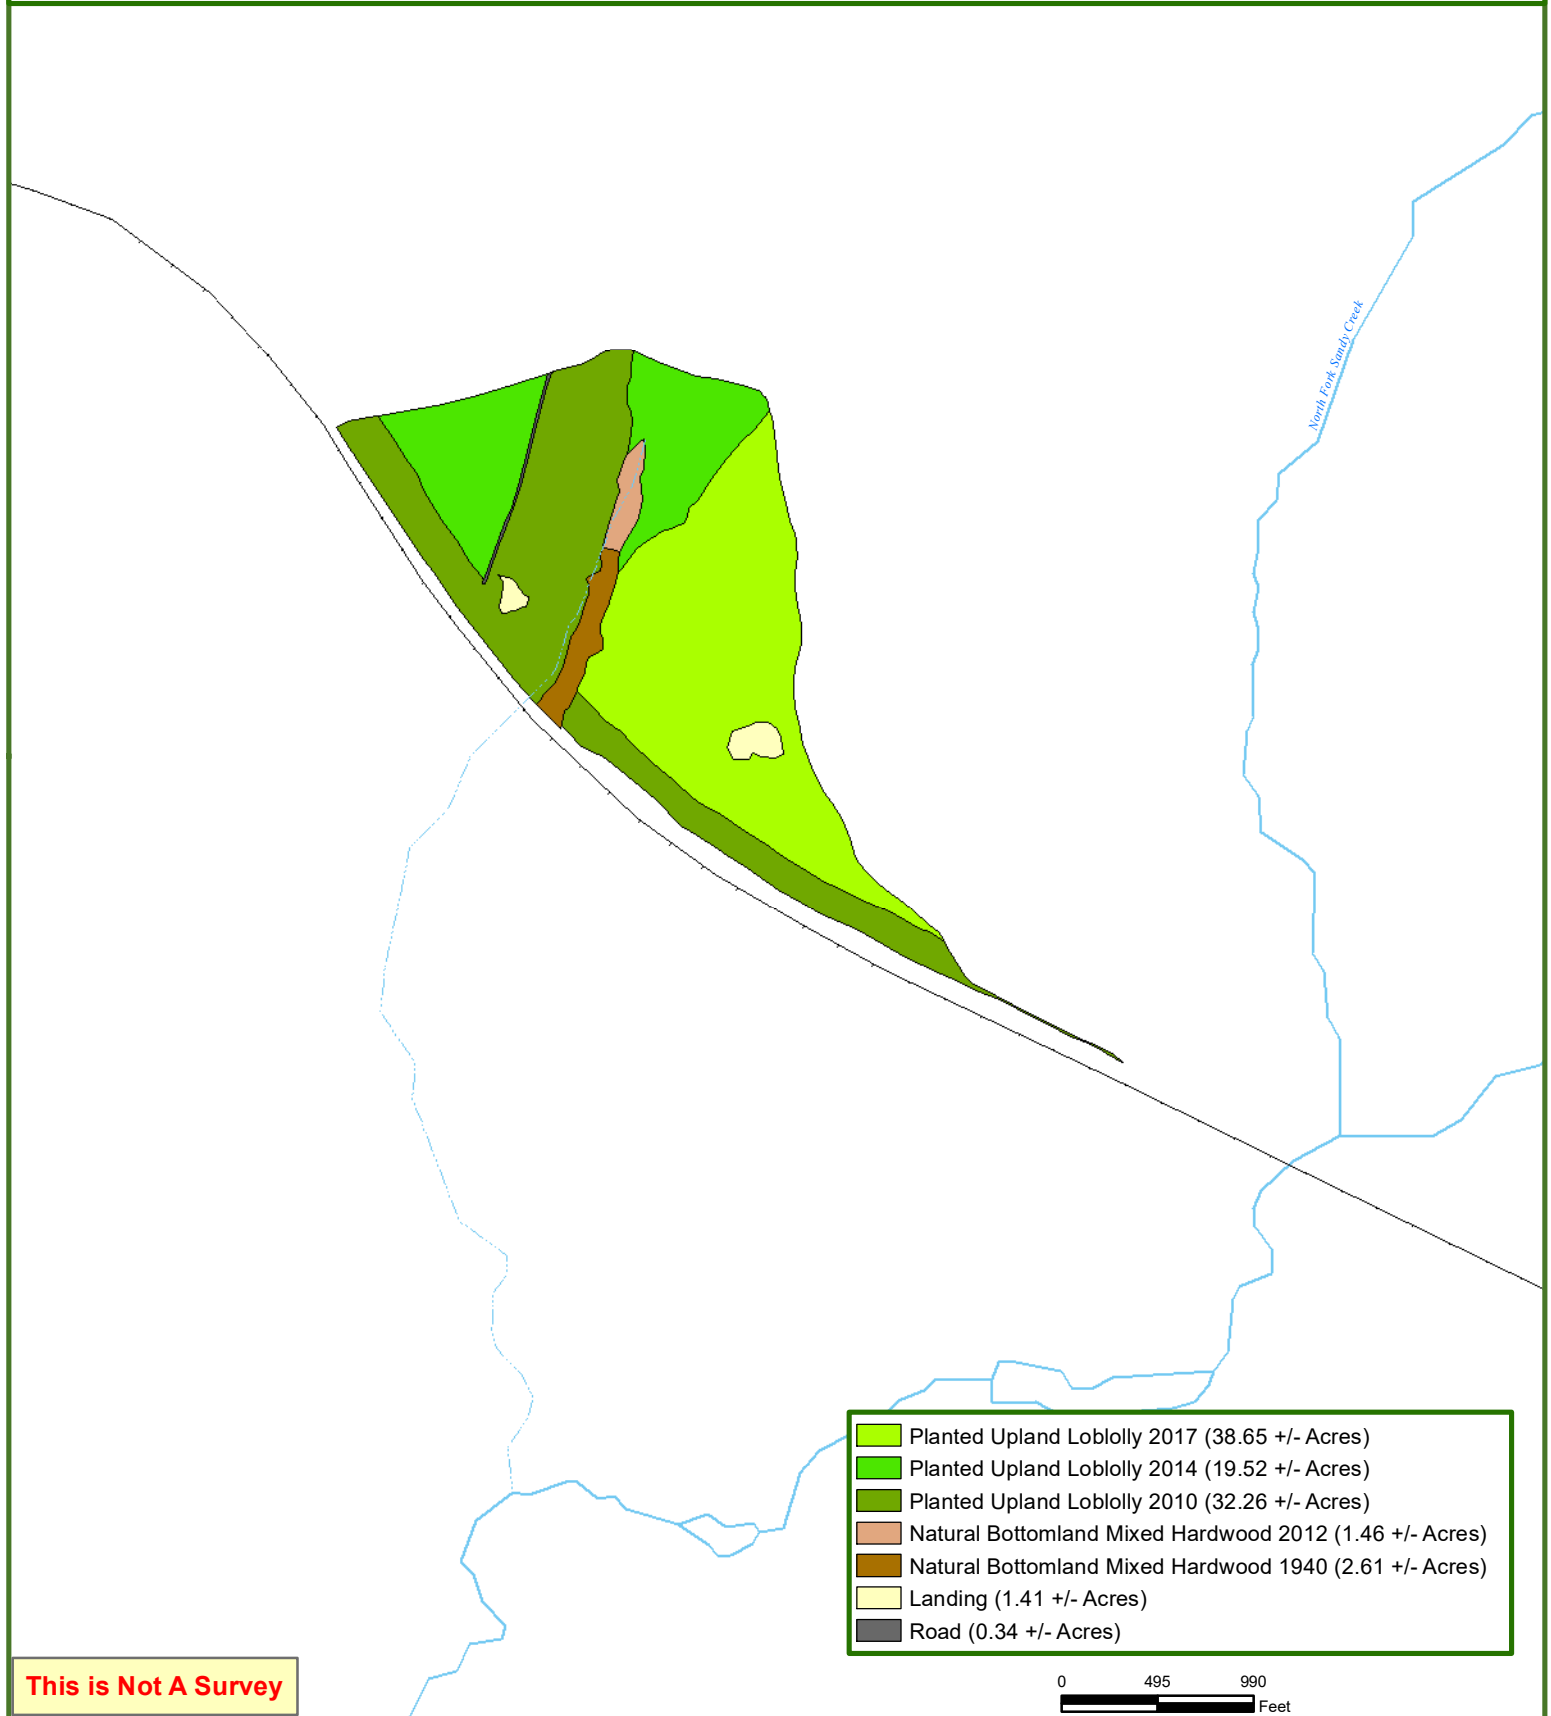 North Fork Sandy Creek
Planted Upland Loblolly 2017 (38.65 +/- Acres)
Planted Upland Loblolly 2014 (19.52 +/- Acres)
Planted Upland Loblolly 2010 (32.26 +/- Acres)
Natural Bottomland Mixed Hardwood 2012 (1.46 +/- Acres)
Natural Bottomland Mixed Hardwood 1940 (2.61 +/- Acres)
Landing (1.41 +/- Acres)
Road (0.34 +/- Acres)
This is Not A Survey
0 495 990
Feet